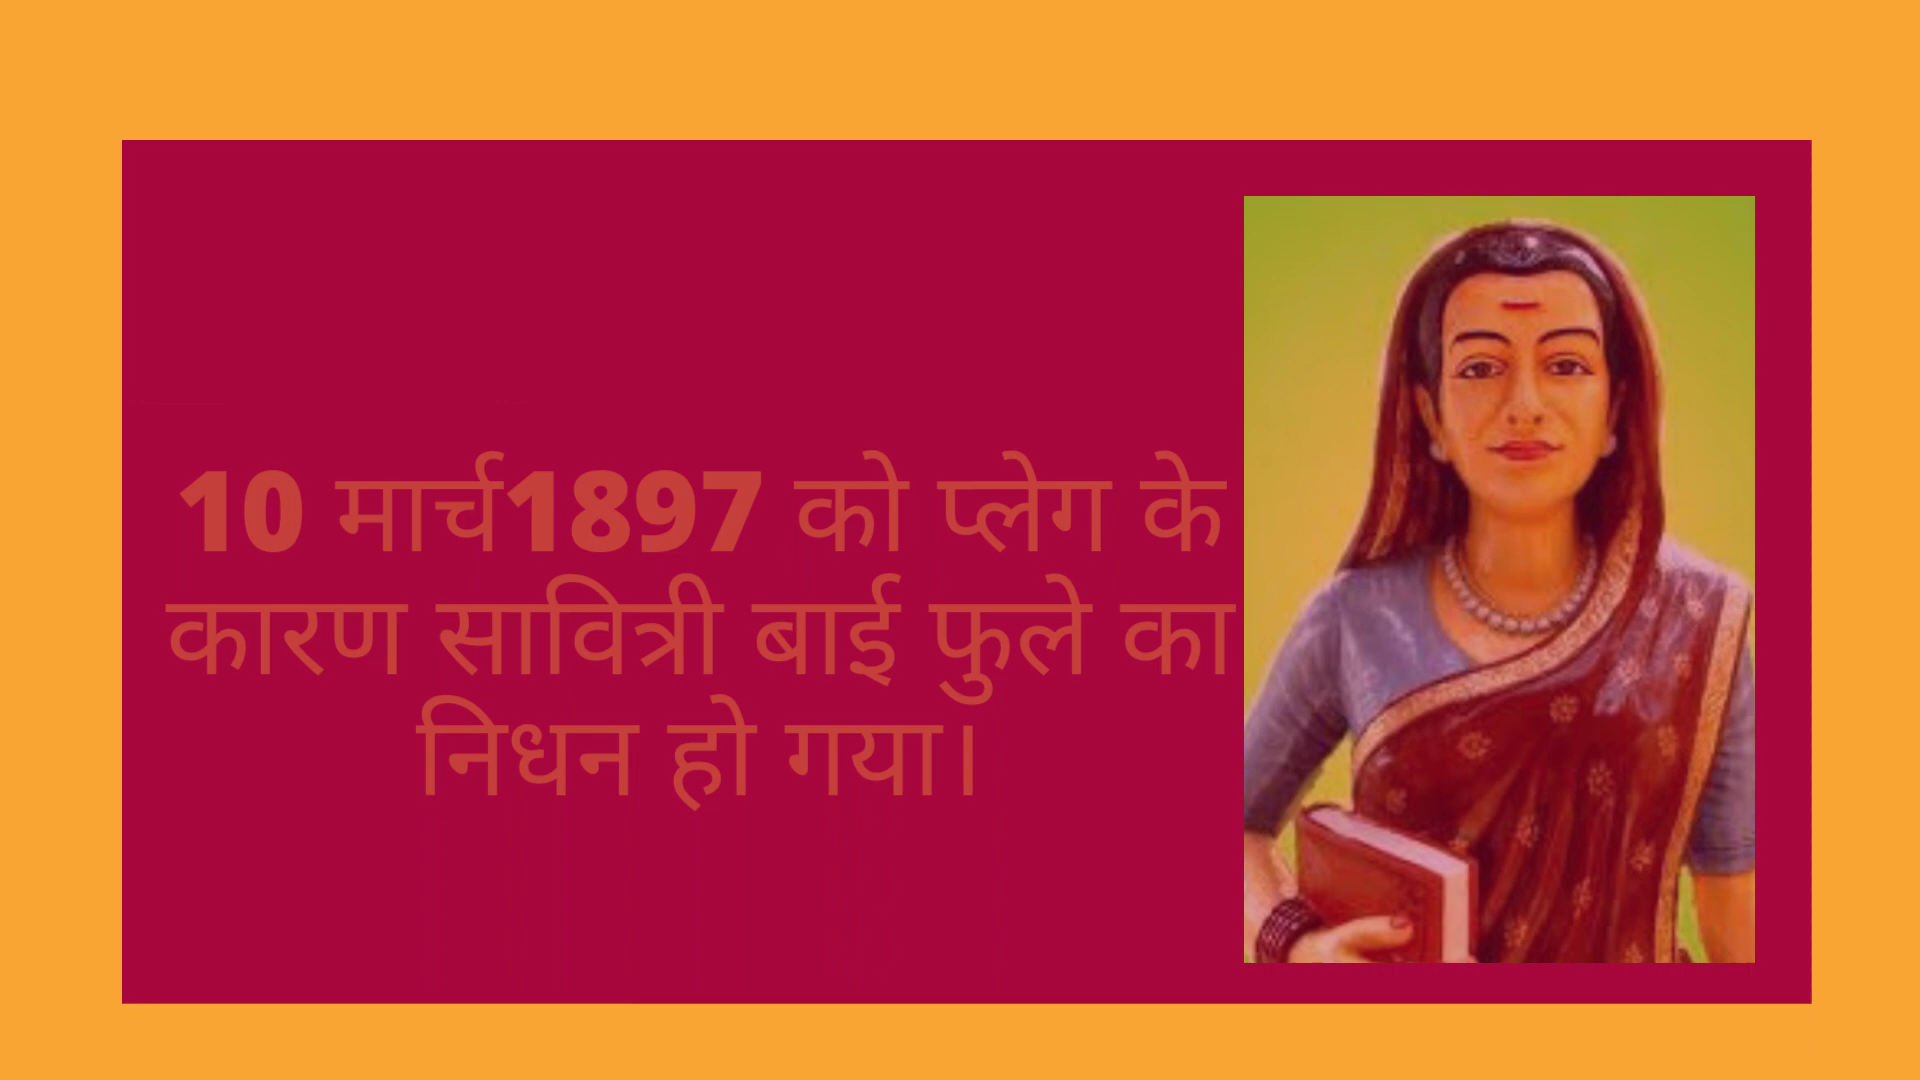 10 मार्च1897 को प्लेग के
कारण सावित्री बाई फुले का
निधन हो गया।